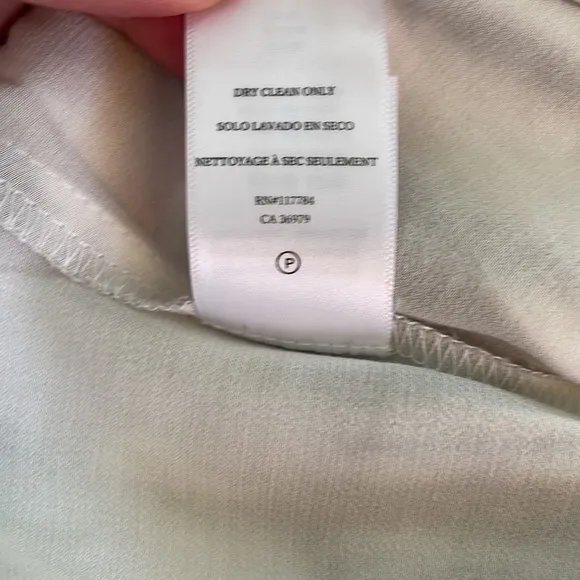 DRY CLEAN ONLY
SOLO LAVADO EN SECO
NETTOYAGE À SEC SEULEMENT
RN#117784
CA 36979
P